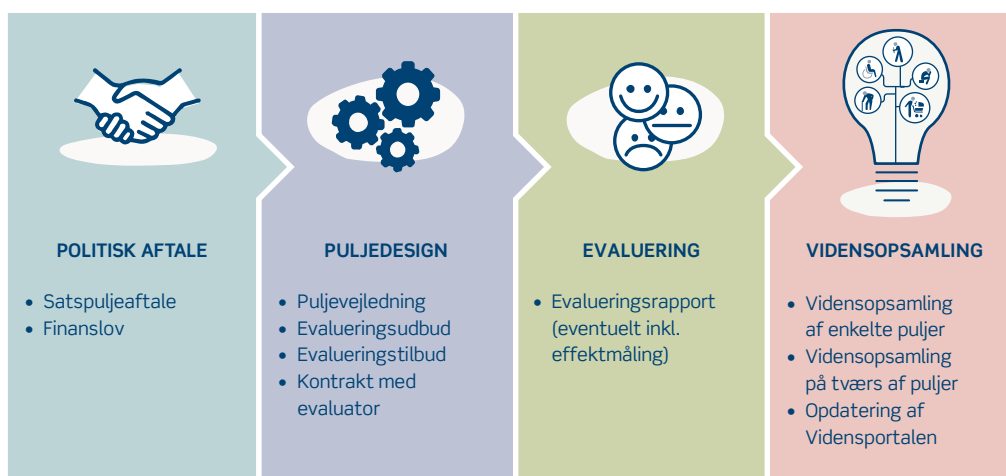 POLITISK AFTALE
• Satspuljeaftale
• Finanslov
PULJEDESIGN
• Puljevejledning
• Evalueringsudbud
• Evalueringstilbud
• Kontrakt med
evaluator
EVALUERING
• Evalueringsrapport
(eventuelt inkl.
effektmåling)
VIDENSOPSAMLING
• Vidensopsamling
af enkelte puljer
• Vidensopsamling
på tværs af puljer
• Opdatering af
Vidensportalen